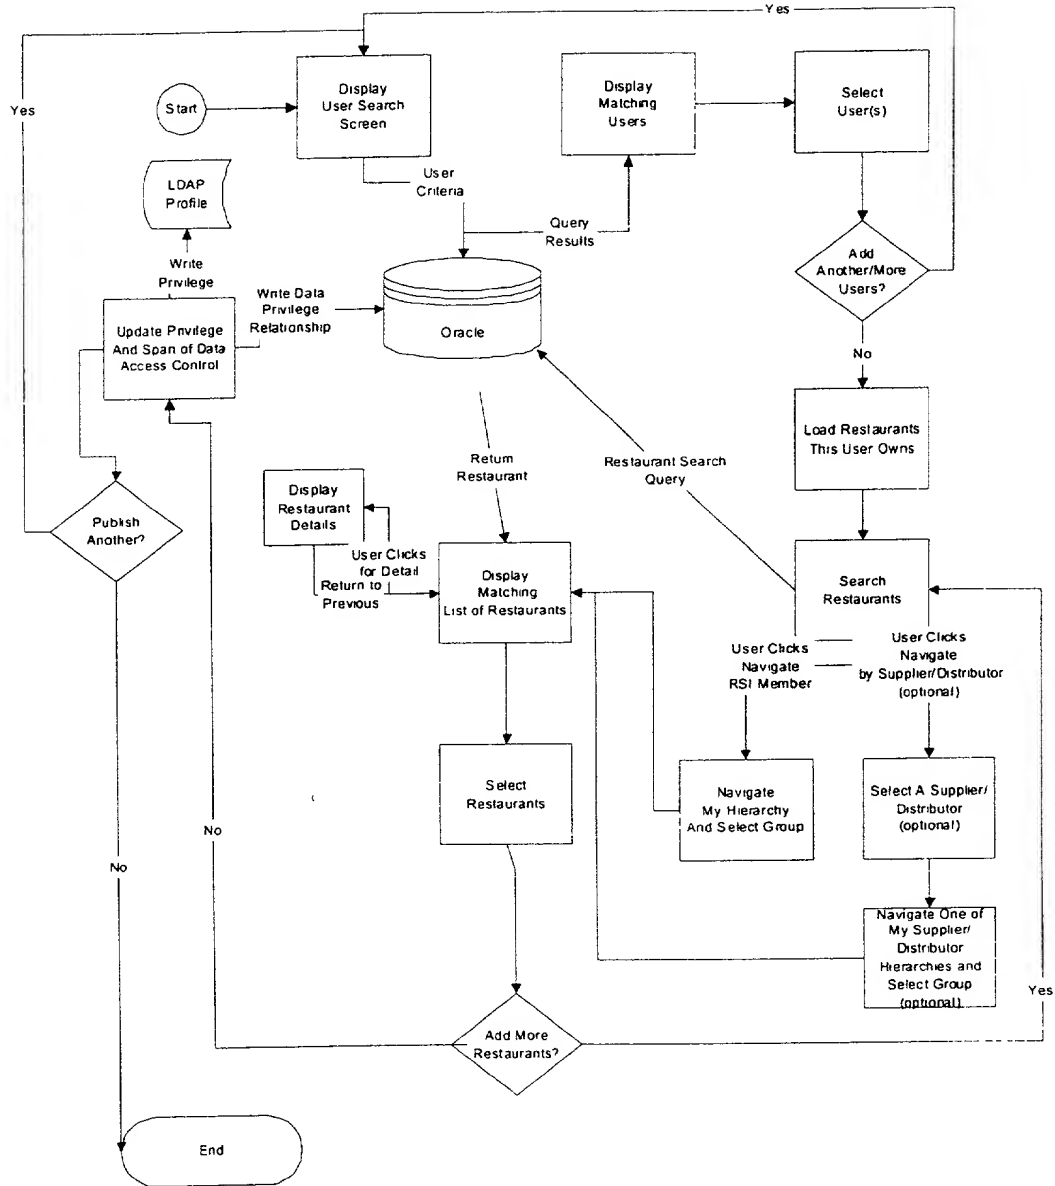 Yes
Yes
Start
Display
User Search
Screen
Display
Matching
Users
Select
User(s)
LDAP
Profile
User
Criteria
Query
Results
Add
Another/More
Users?
Write
Privilege
Write Data
Privilege
Relationship
Update Privilege
And Span of Data
Access Control
Oracle
No
Load Restaurants
This User Owns
Return
Restaurant
Restaurant Search
Query
Display
Restaurant
Details
Publish
Another?
User Clicks
for Detail
Return to
Previous
Display
Matching
List of Restaurants
Search
Restaurants
User Clicks
Navigate
RSI Member
User Clicks
Navigate
by Supplier/Distributor
(optional)
Select
Restaurants
Navigate
My Hierarchy
And Select Group
Select A Supplier/
Distributor
(optional)
No
No
Navigate One of
My Supplier/
Distributor
Hierarchies and
Select Group
(optional)
Yes
Add More
Restaurants?
End